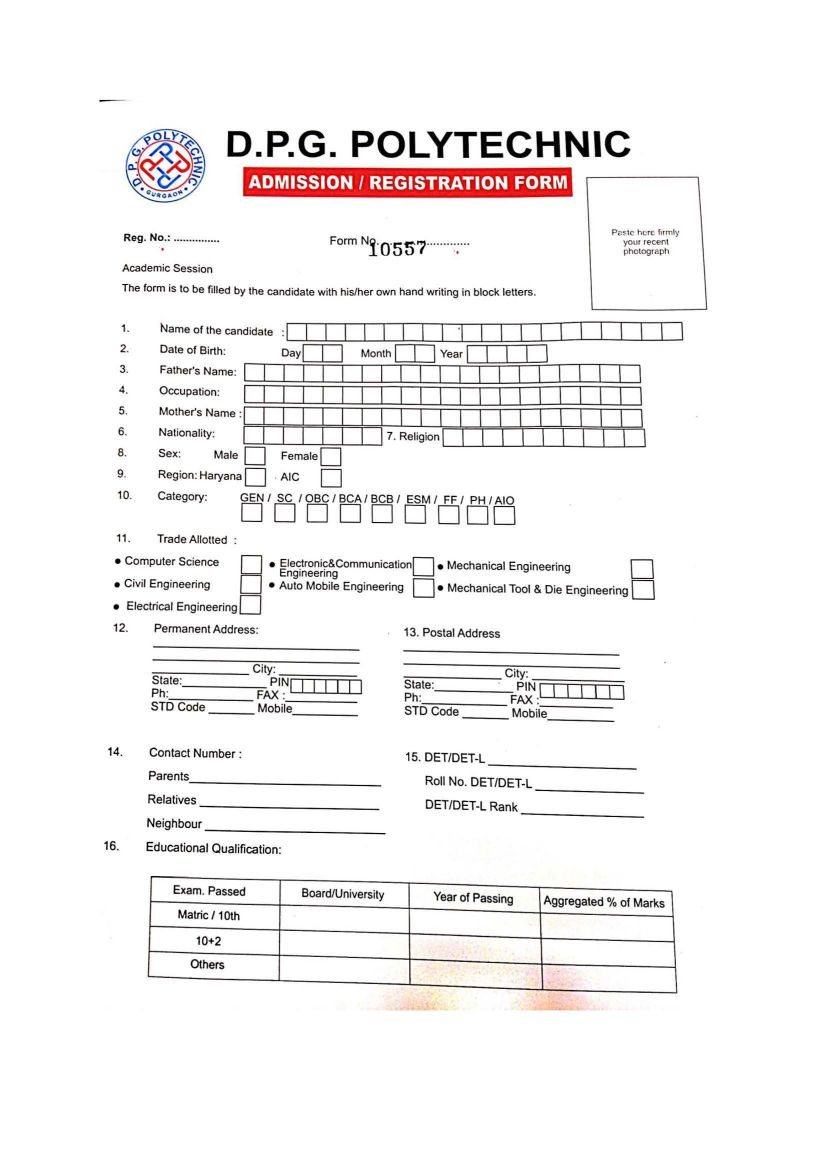 D.P.G. POLYTECHNIC
D.P.G. POLYTECHNIC
GURGAON
ADMISSION / REGISTRATION FORM
Paste here firmly
your recent
photograph
Reg. No.: ............... Form No. 10557 .............
Academic Session
The form is to be filled by the candidate with his/her own hand writing in block letters.
1. Name of the candidate :
2. Date of Birth: Day Month Year
3. Father's Name:
4. Occupation:
5. Mother's Name :
6. Nationality: 7. Religion
8. Sex: Male Female
9. Region: Haryana AIC
10. Category: GEN / SC / OBC / BCA / BCB / ESM / FF / PH / AIO
11. Trade Allotted :
• Computer Science • Electronic&Communication Engineering • Mechanical Engineering
• Civil Engineering • Auto Mobile Engineering • Mechanical Tool & Die Engineering
• Electrical Engineering
12. Permanent Address: 13. Postal Address
City: City:
State: PIN State: PIN
Ph: FAX : Ph: FAX :
STD Code Mobile STD Code Mobile
14. Contact Number : 15. DET/DET-L
Parents Roll No. DET/DET-L
Relatives DET/DET-L Rank
Neighbour
16. Educational Qualification:
Exam. Passed Board/University Year of Passing Aggregated % of Marks
Matric / 10th
10+2
Others